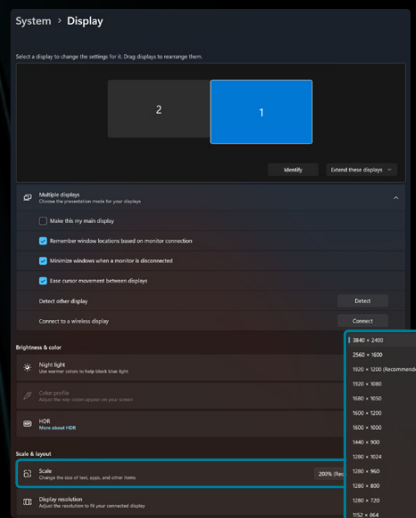 System > Display
Select a display to change the settings for it. Drag displays to rearrange them.
2
1
Identify
Extend these displays
Multiple displays
Choose the presentation mode for your displays
Make this my main display
Remember window locations based on monitor connection
Minimize windows when a monitor is disconnected
Ease cursor movement between displays
Detect other display
Detect
Connect to a wireless display
Connect
Brightness & color
Night light
Use warmer colors to help block blue light
Color profile
Adjust the way colors appear on your screen
HDR
More about HDR
Scale & layout
Scale
Change the size of text, apps, and other items
200% (Rec
Display resolution
Adjust the resolution to fit your connected display
3840 × 2400
2560 × 1600
1920 × 1200 (Recommende
1920 × 1080
1680 × 1050
1600 × 1200
1600 × 1000
1440 × 900
1280 × 1024
1280 × 960
1280 × 800
1280 × 720
1152 × 864